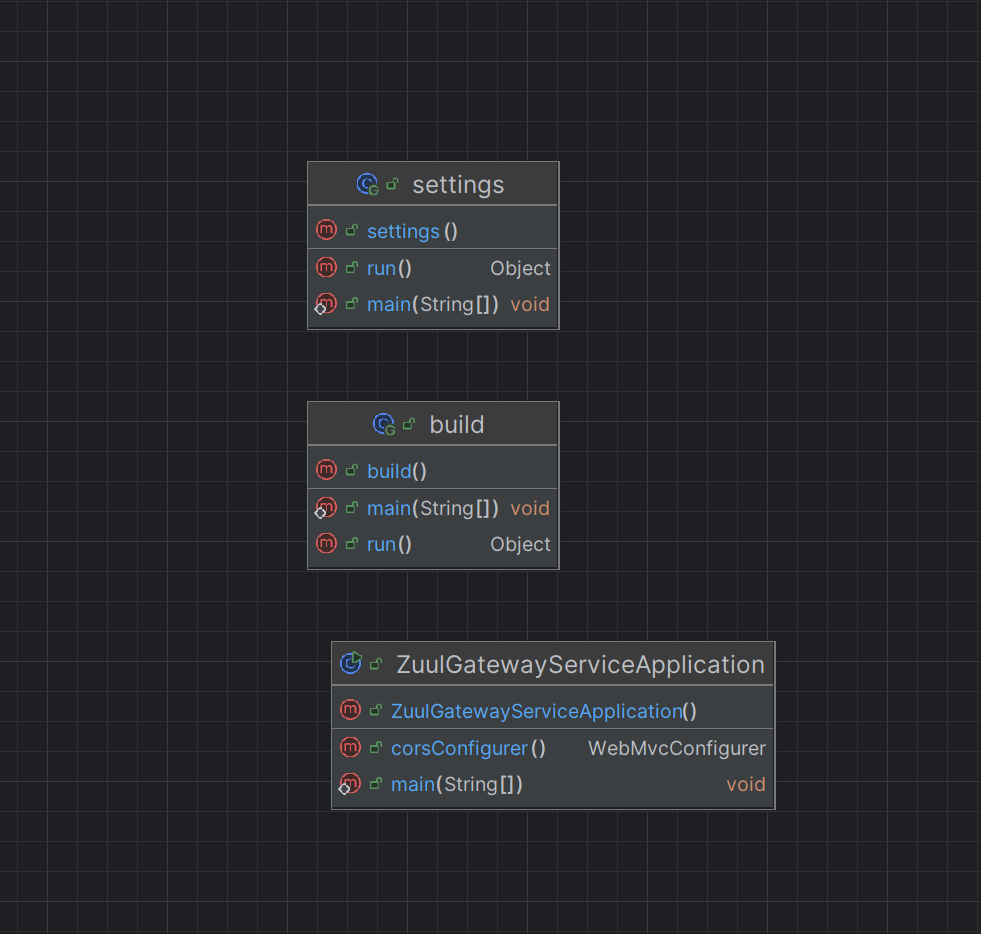 settings
settings()
run() Object
main(String[]) void
build
build()
main(String[]) void
run() Object
ZuulGatewayServiceApplication
ZuulGatewayServiceApplication()
corsConfigurer() WebMvcConfigurer
main(String[]) void